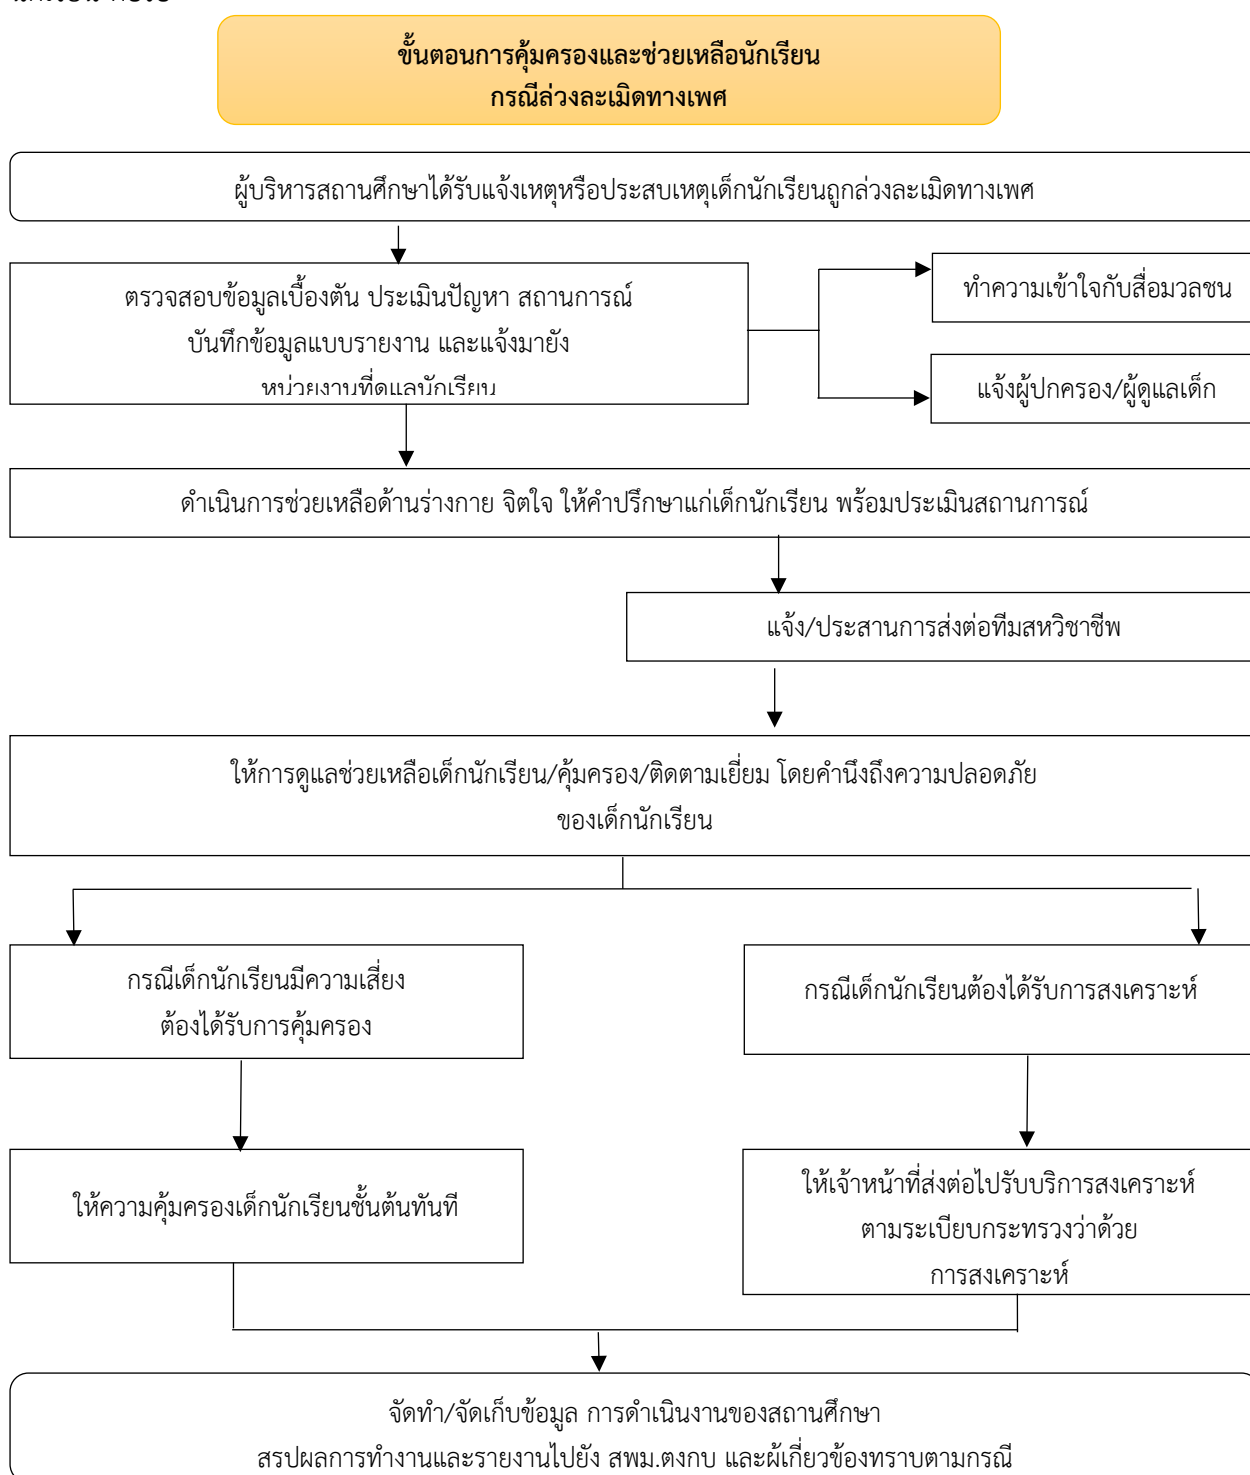 ขั้นตอนการคุ้มครองและช่วยเหลือนักเรียน
กรณีล่วงละเมิดทางเพศ
ผู้บริหารสถานศึกษาได้รับแจ้งเหตุหรือประสบเหตุเด็กนักเรียนถูกล่วงละเมิดทางเพศ
ตรวจสอบข้อมูลเบื้องต้น ประเมินปัญหา สถานการณ์
บันทึกข้อมูลแบบรายงาน และแจ้งมายัง
หน่วยงานที่ดูแลนักเรียน
ทำความเข้าใจกับสื่อมวลชน
แจ้งผู้ปกครอง/ผู้ดูแลเด็ก
ดำเนินการช่วยเหลือด้านร่างกาย จิตใจ ให้คำปรึกษาแก่เด็กนักเรียน พร้อมประเมินสถานการณ์
แจ้ง/ประสานการส่งต่อทีมสหวิชาชีพ
ให้การดูแลช่วยเหลือเด็กนักเรียน/คุ้มครอง/ติดตามเยี่ยม โดยคำนึงถึงความปลอดภัย
ของเด็กนักเรียน
กรณีเด็กนักเรียนมีความเสี่ยง
ต้องได้รับการคุ้มครอง
กรณีเด็กนักเรียนต้องได้รับการสงเคราะห์
ให้ความคุ้มครองเด็กนักเรียนชั้นต้นทันที
ให้เจ้าหน้าที่ส่งต่อไปรับบริการสงเคราะห์
ตามระเบียบกระทรวงว่าด้วย
การสงเคราะห์
จัดทำ/จัดเก็บข้อมูล การดำเนินงานของสถานศึกษา
สรุปผลการทำงานและรายงานไปยัง สพม.ตงกบ และผู้เกี่ยวข้องทราบตามกรณี